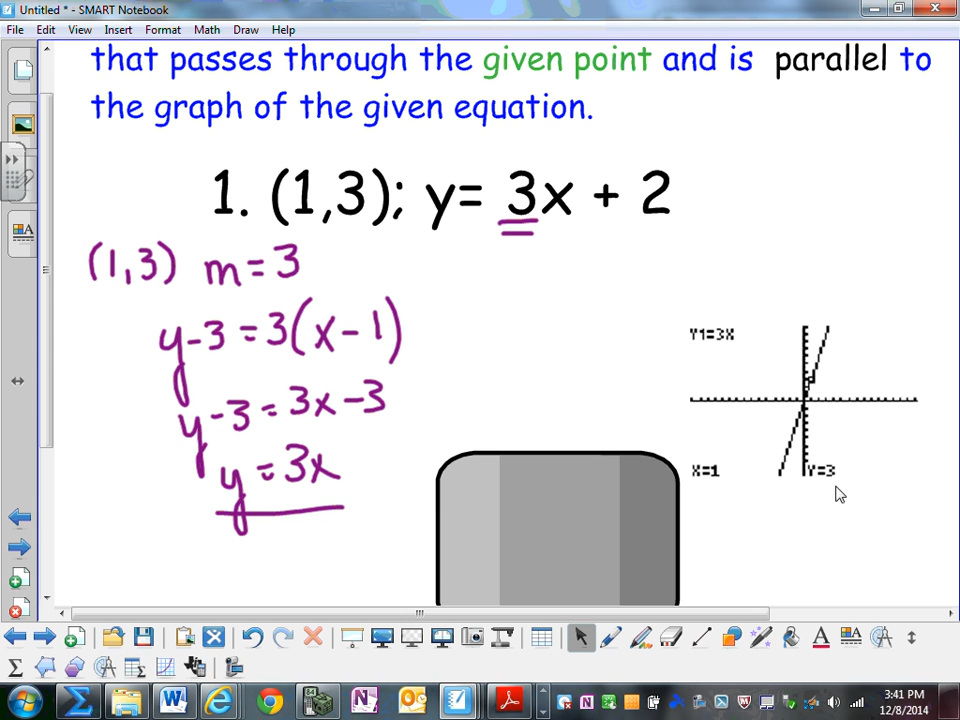 Untitled * - SMART Notebook
File Edit View Insert Format Math Draw Help
that passes through the given point and is parallel to
the graph of the given equation.
1. (1,3); y= 3x + 2
(1,3) m=3
y-3=3(x-1)
y-3=3x-3
y=3x
Y1=3X
X=1 Y=3
3:41 PM
12/8/2014